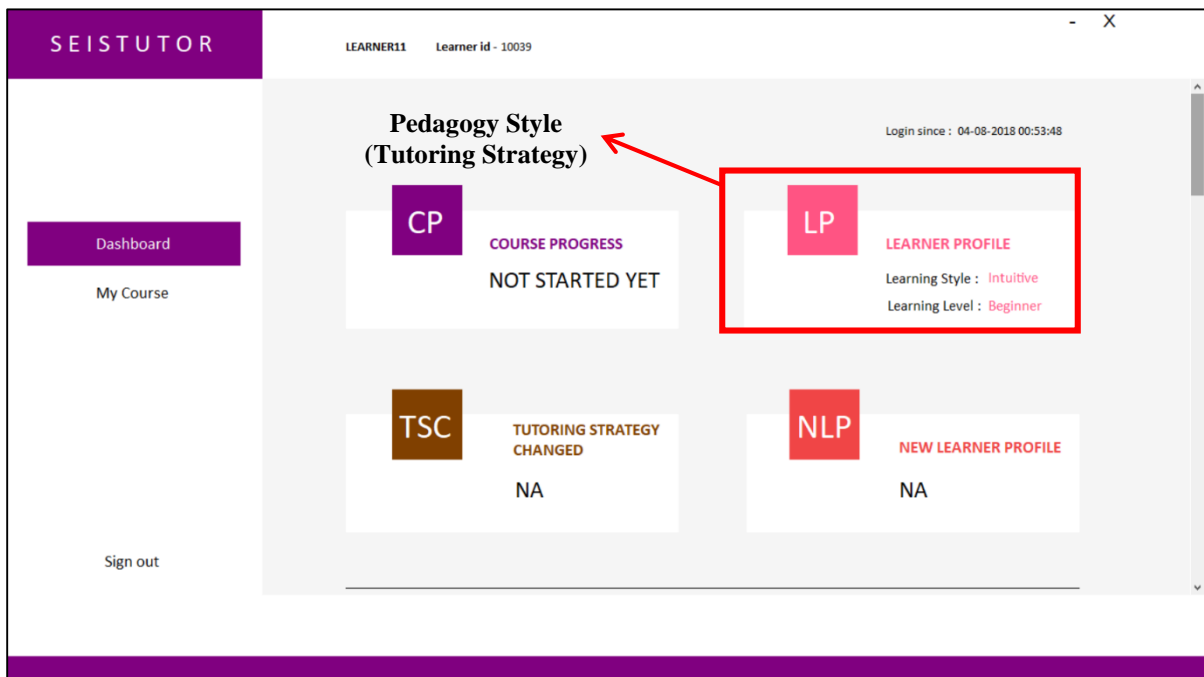 SEISTUTOR
LEARNER11 Learner id - 10039
- X
Pedagogy Style
(Tutoring Strategy)
Login since : 04-08-2018 00:53:48
Dashboard
My Course
Sign out
CP
COURSE PROGRESS
NOT STARTED YET
LP
LEARNER PROFILE
Learning Style : Intuitive
Learning Level : Beginner
TSC
TUTORING STRATEGY
CHANGED
NA
NLP
NEW LEARNER PROFILE
NA